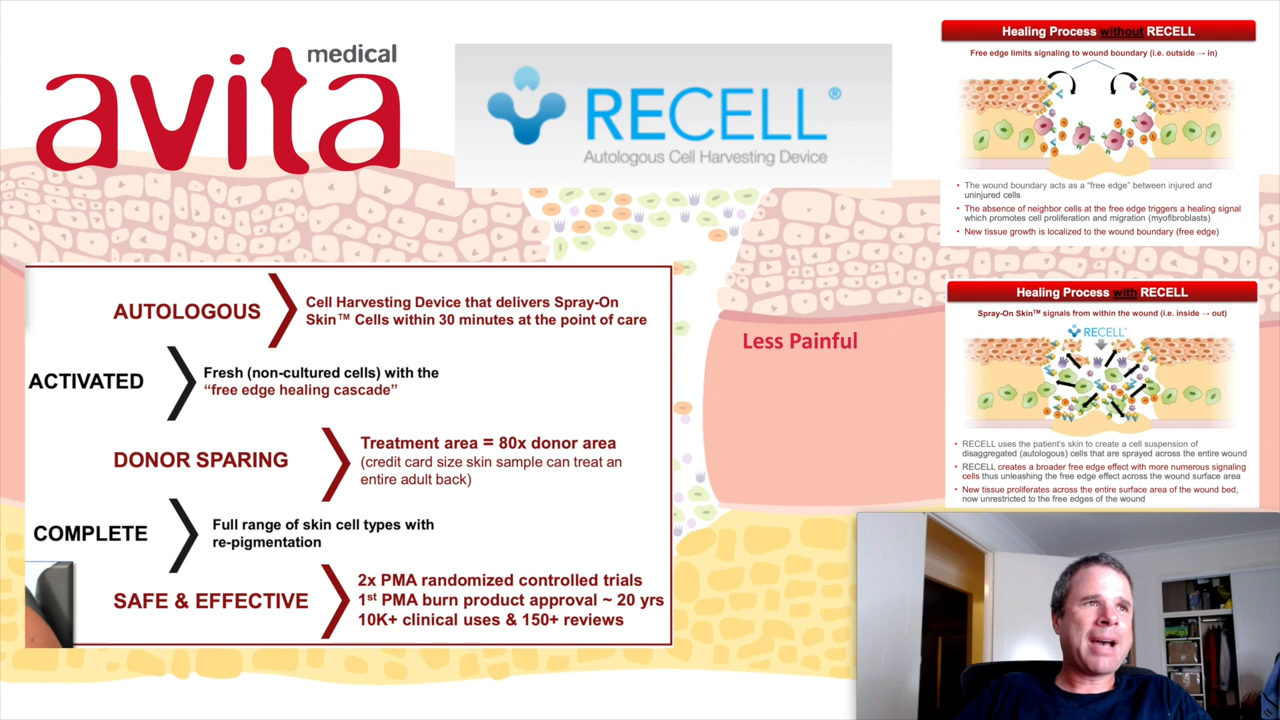 avita
medical
RECELL®
Autologous Cell Harvesting Device
AUTOLOGOUS
Cell Harvesting Device that delivers Spray-On
Skin™ Cells within 30 minutes at the point of care
ACTIVATED
Fresh (non-cultured cells) with the
“free edge healing cascade”
DONOR SPARING
Treatment area = 80x donor area
(credit card size skin sample can treat an
entire adult back)
COMPLETE
Full range of skin cell types with
re-pigmentation
SAFE & EFFECTIVE
2x PMA randomized controlled trials
1st PMA burn product approval ~ 20 yrs
10K+ clinical uses & 150+ reviews
Less Painful
Healing Process without RECELL
Free edge limits signaling to wound boundary (i.e. outside → in)
• The wound boundary acts as a “free edge” between injured and
uninjured cells
• The absence of neighbor cells at the free edge triggers a healing signal
which promotes cell proliferation and migration (myofibroblasts)
• New tissue growth is localized to the wound boundary (free edge)
Healing Process with RECELL
Spray-On Skin™ signals from within the wound (i.e. inside → out)
RECELL
• RECELL uses the patient’s skin to create a cell suspension of
disaggregated (autologous) cells that are sprayed across the entire wound
• RECELL creates a broader free edge effect with more numerous signaling
cells thus unleashing the free edge effect across the wound surface area
• New tissue proliferates across the entire surface area of the wound bed,
now unrestricted to the free edges of the wound